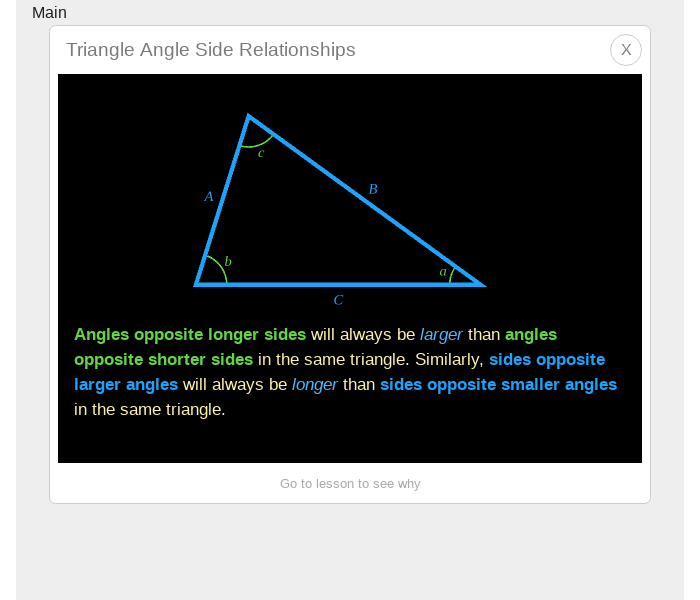 Main
Triangle Angle Side Relationships
X
c
A
B
b
a
C
Angles opposite longer sides will always be larger than angles
opposite shorter sides in the same triangle. Similarly, sides opposite
larger angles will always be longer than sides opposite smaller angles
in the same triangle.
Go to lesson to see why